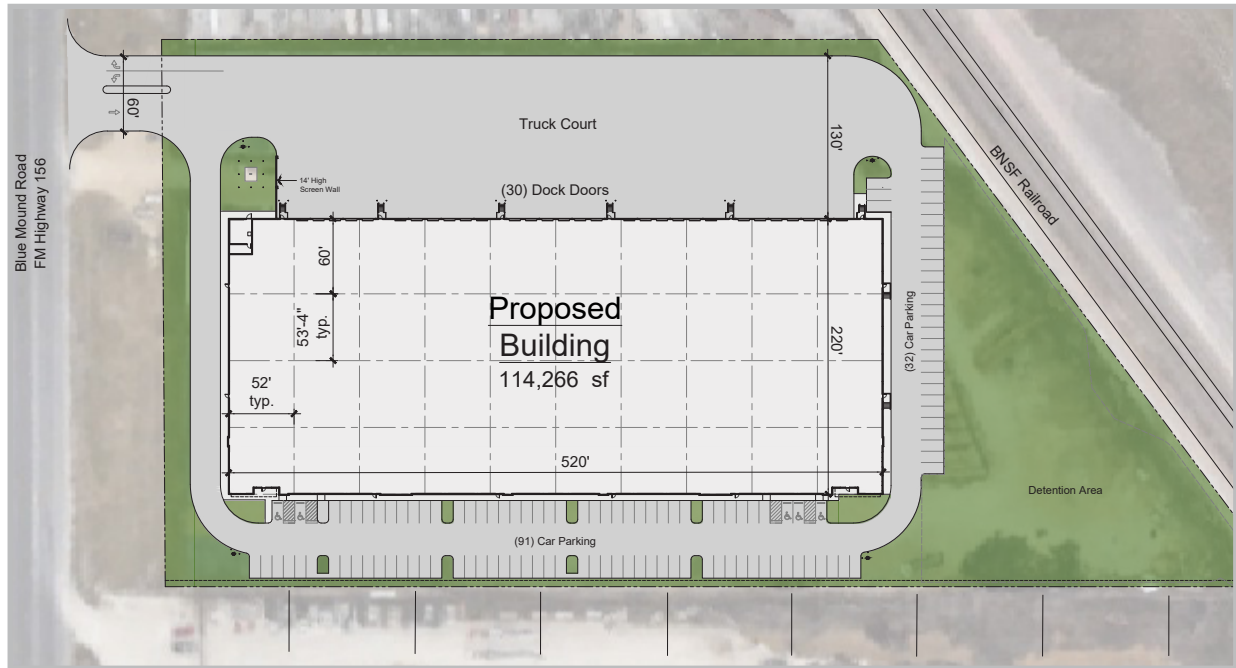 60'
Truck Court
130'
Blue Mound Road
FM Highway 156
14' High
Screen Wall
(30) Dock Doors
BNSF Railroad
60'
53'-4"
typ.
Proposed
Building
114,266 sf
220'
(32) Car Parking
52'
typ.
520'
Detention Area
(91) Car Parking